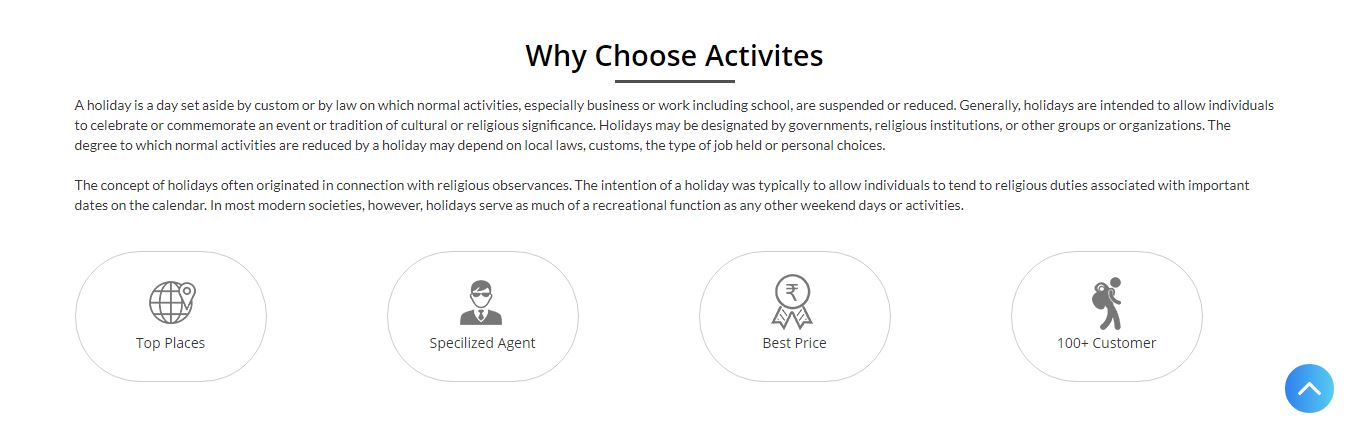 Why Choose Activites
A holiday is a day set aside by custom or by law on which normal activities, especially business or work including school, are suspended or reduced. Generally, holidays are intended to allow individuals
to celebrate or commemorate an event or tradition of cultural or religious significance. Holidays may be designated by governments, religious institutions, or other groups or organizations. The
degree to which normal activities are reduced by a holiday may depend on local laws, customs, the type of job held or personal choices.
The concept of holidays often originated in connection with religious observances. The intention of a holiday was typically to allow individuals to tend to religious duties associated with important
dates on the calendar. In most modern societies, however, holidays serve as much of a recreational function as any other weekend days or activities.
₹
Top Places
Specilized Agent
Best Price
100+ Customer